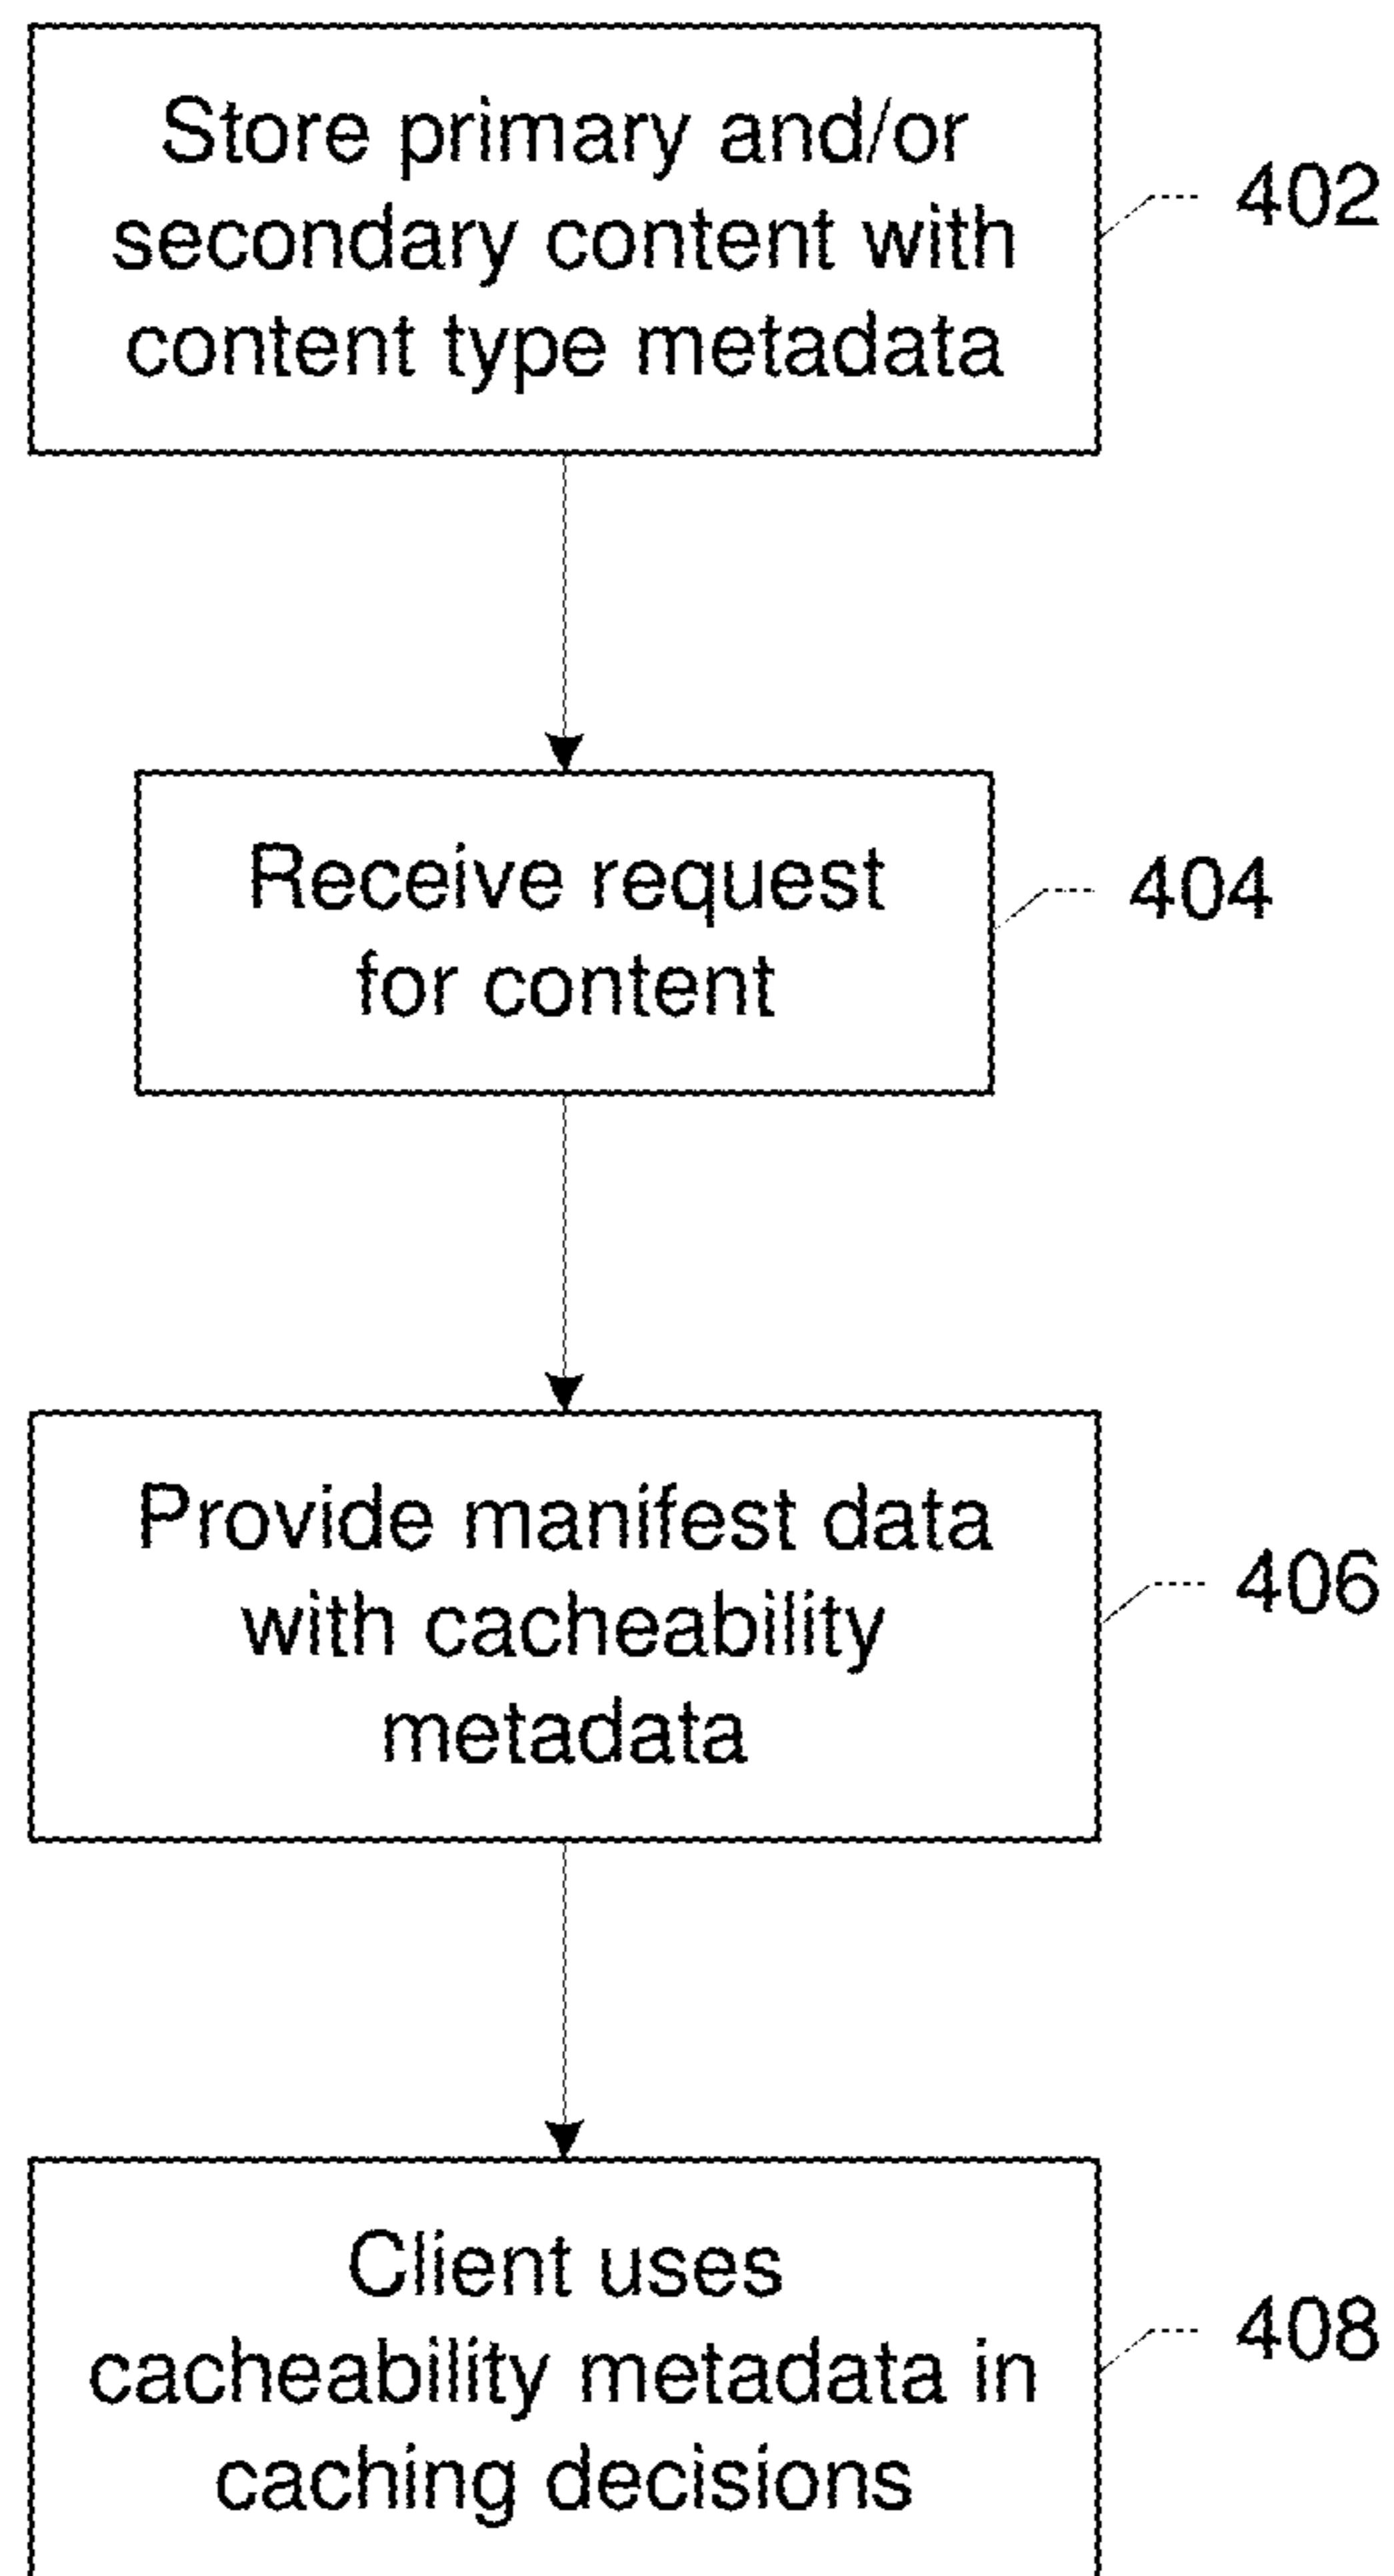 Store primary and/or
secondary content with
content type metadata
402
Receive request
for content
404
Provide manifest data
with cacheability
metadata
406
Client uses
cacheability metadata in
caching decisions
408